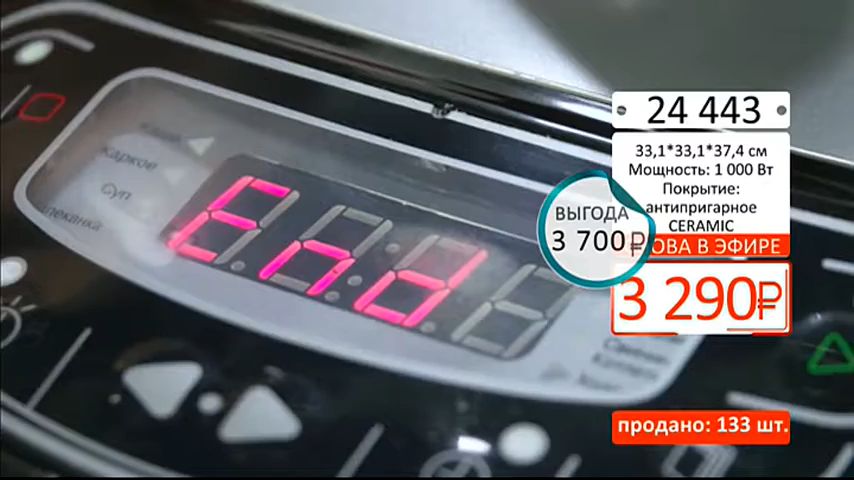 24 443
33,1*33,1*37,4 см
Мощность: 1 000 Вт
Покрытие:
антипригарное
CERAMIC
ОВА В ЭФИРЕ
ВЫГОДА
3 700 ₽
3 290₽
продано: 133 шт.
Жаркое
Суп
End